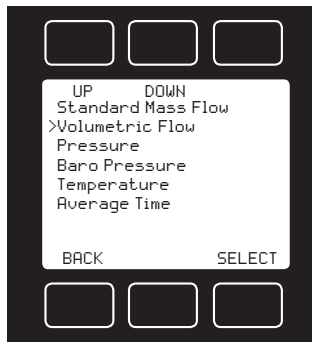 UP DOWN
Standard Mass Flow
>Volumetric Flow
Pressure
Baro Pressure
Temperature
Average Time
BACK SELECT